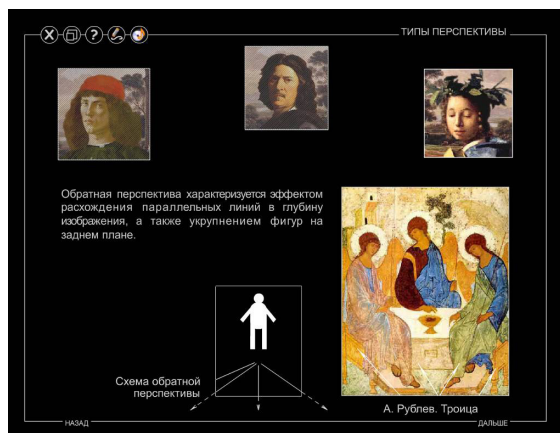 ТИПЫ ПЕРСПЕКТИВЫ
Обратная перспектива характеризуется эффектом
расхождения параллельных линий в глубину
изображения, а также укрупнением фигур на
заднем плане.
Схема обратной
перспективы
А. Рублев. Троица
НАЗАД
ДАЛЬШЕ